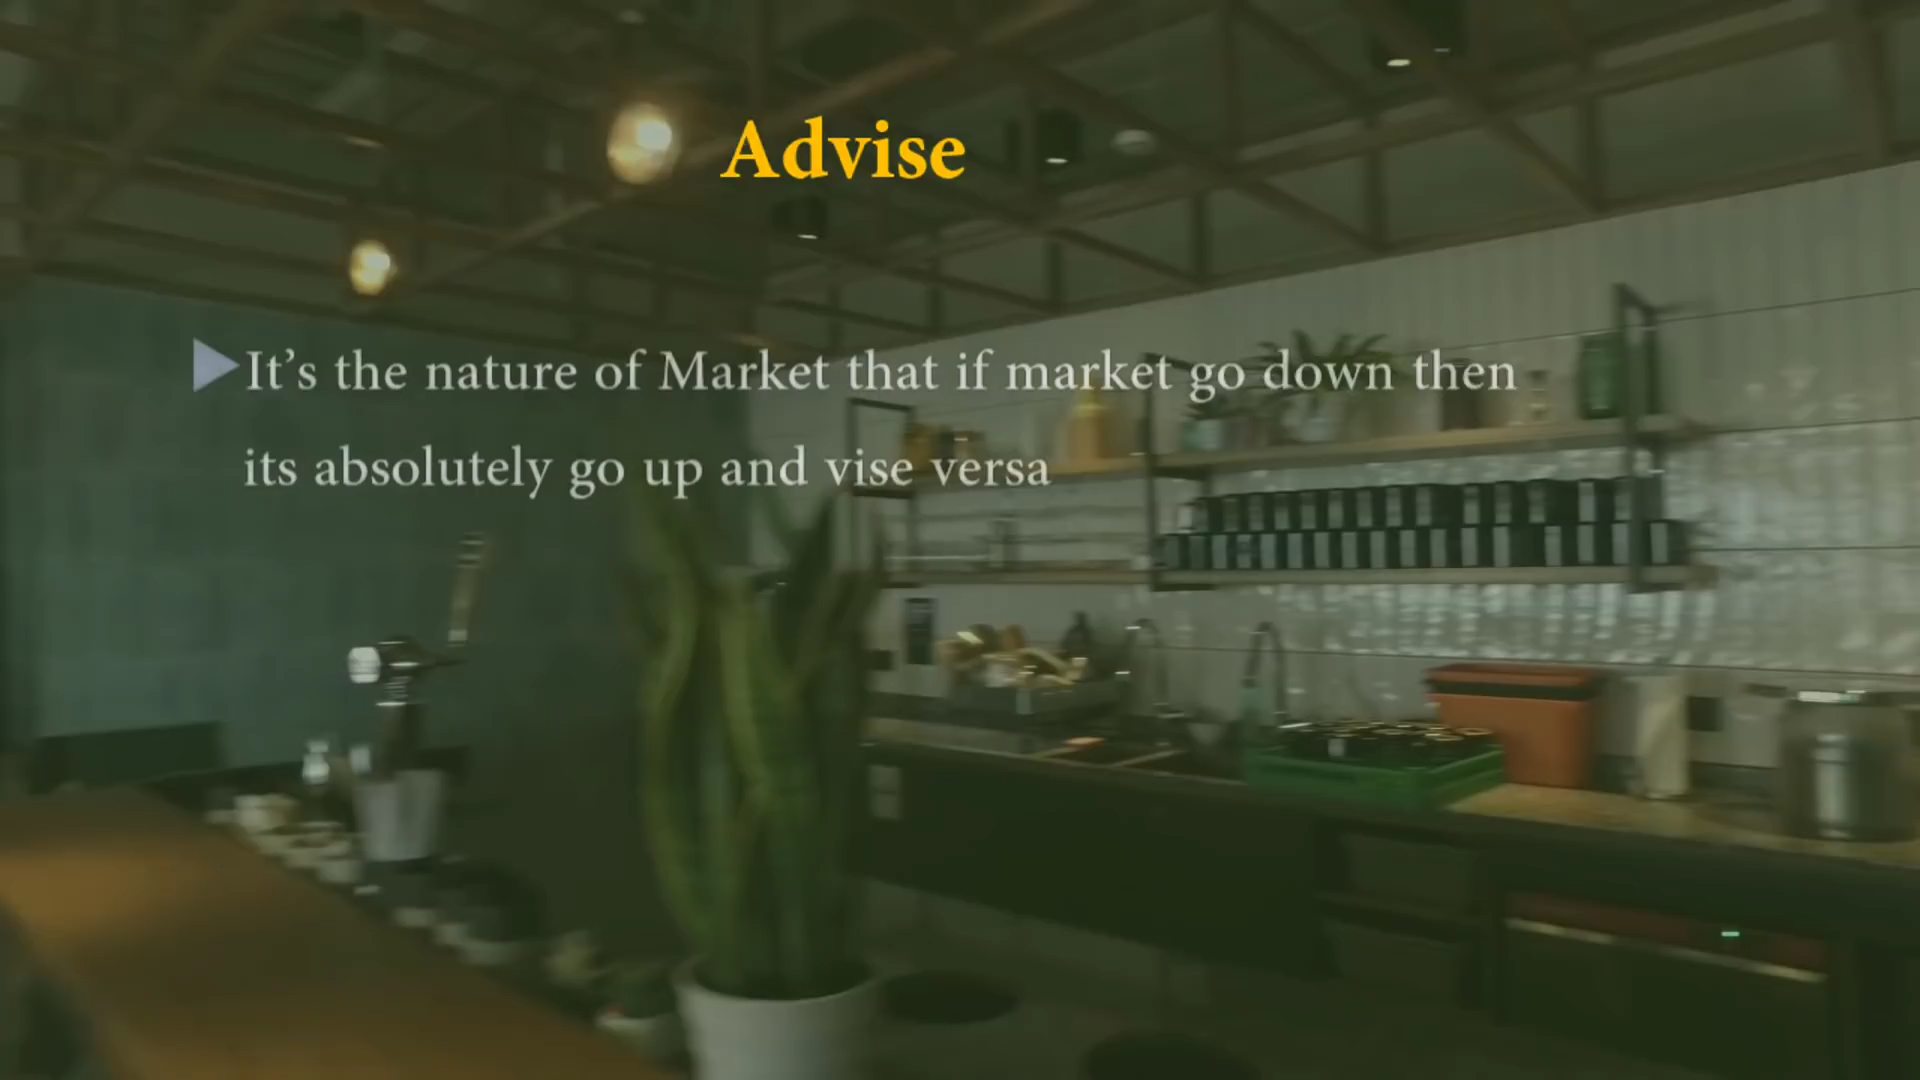 Advise
It’s the nature of Market that if market go down then
its absolutely go up and vise versa